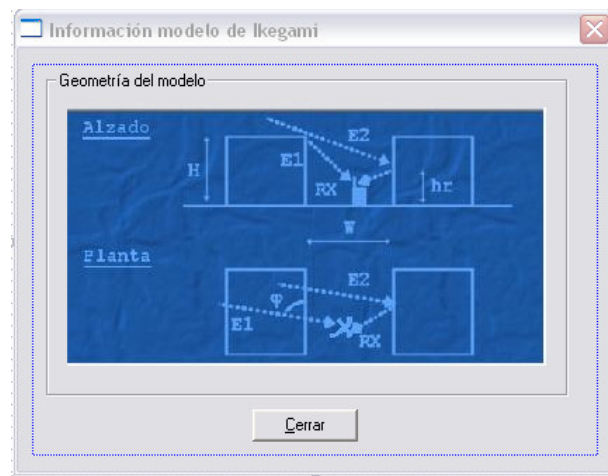 Información modelo de Ikegami
Geometría del modelo
Alzado
E2
E1
H
RX
hr
W
Planta
E2
φ
E1
RX
Cerrar